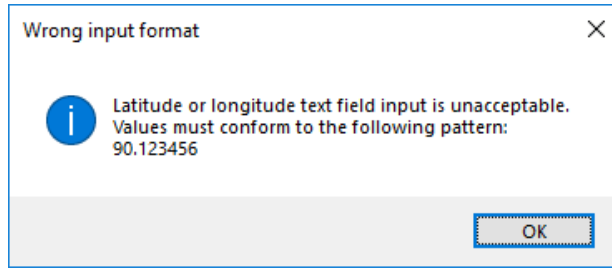 Wrong input format
Latitude or longitude text field input is unacceptable.
Values must conform to the following pattern:
90.123456
OK